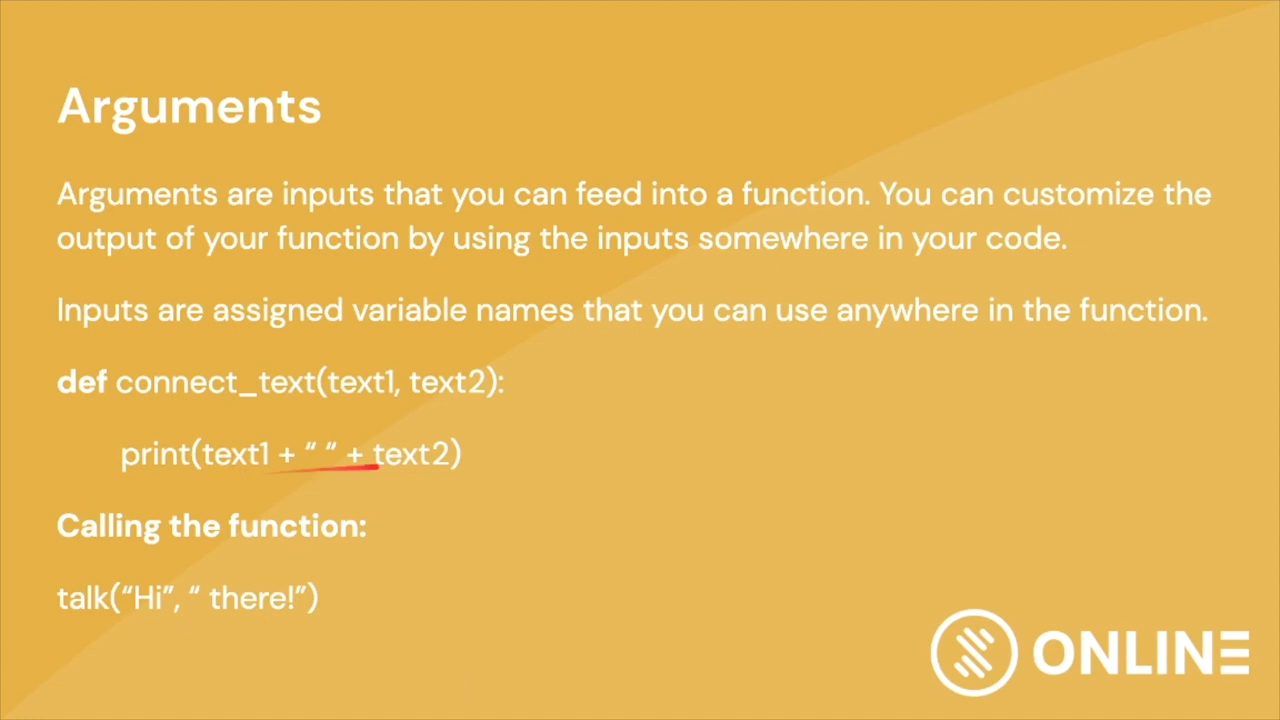 Arguments
Arguments are inputs that you can feed into a function. You can customize the
output of your function by using the inputs somewhere in your code.
Inputs are assigned variable names that you can use anywhere in the function.
def connect_text(text1, text2):
print(text1 + “ “ + text2)
Calling the function:
talk(“Hi”, “ there!”)
ONLINE